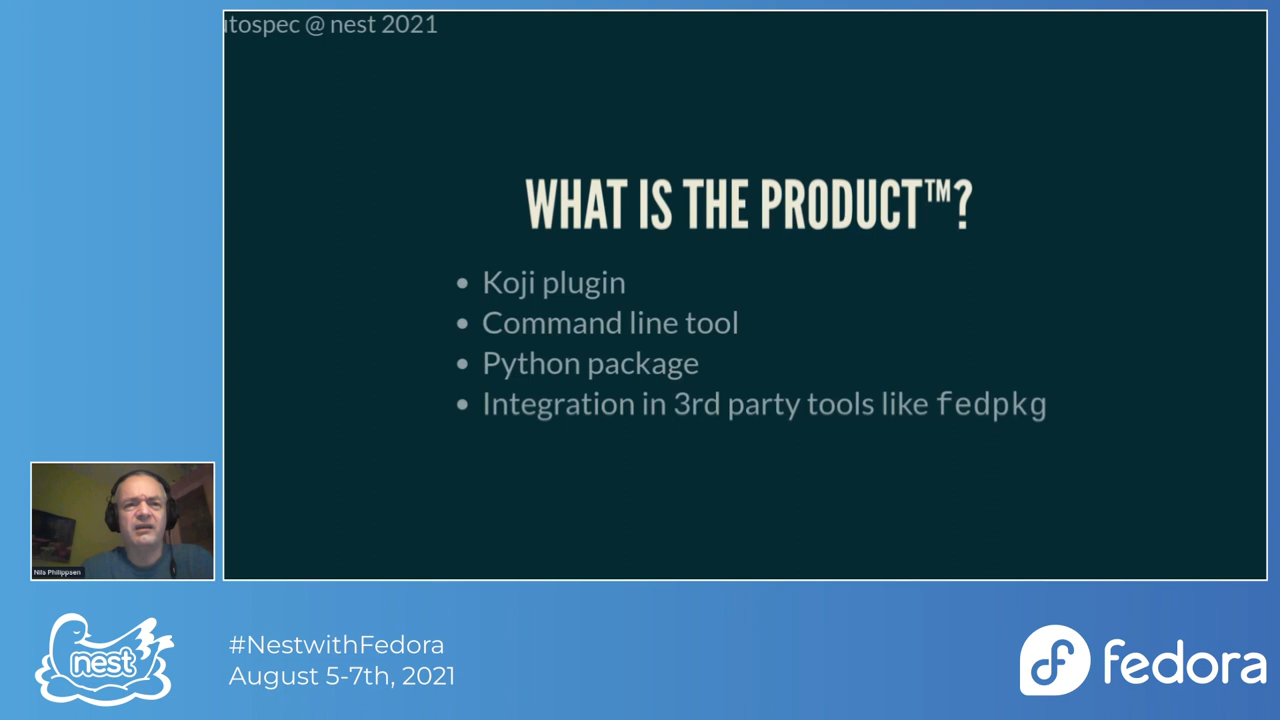 utospec @ nest 2021
WHAT IS THE PRODUCT™?
• Koji plugin
• Command line tool
• Python package
• Integration in 3rd party tools like fedpkg
Nils Philippsen
nest
#NestwithFedora
August 5-7th, 2021
fedora